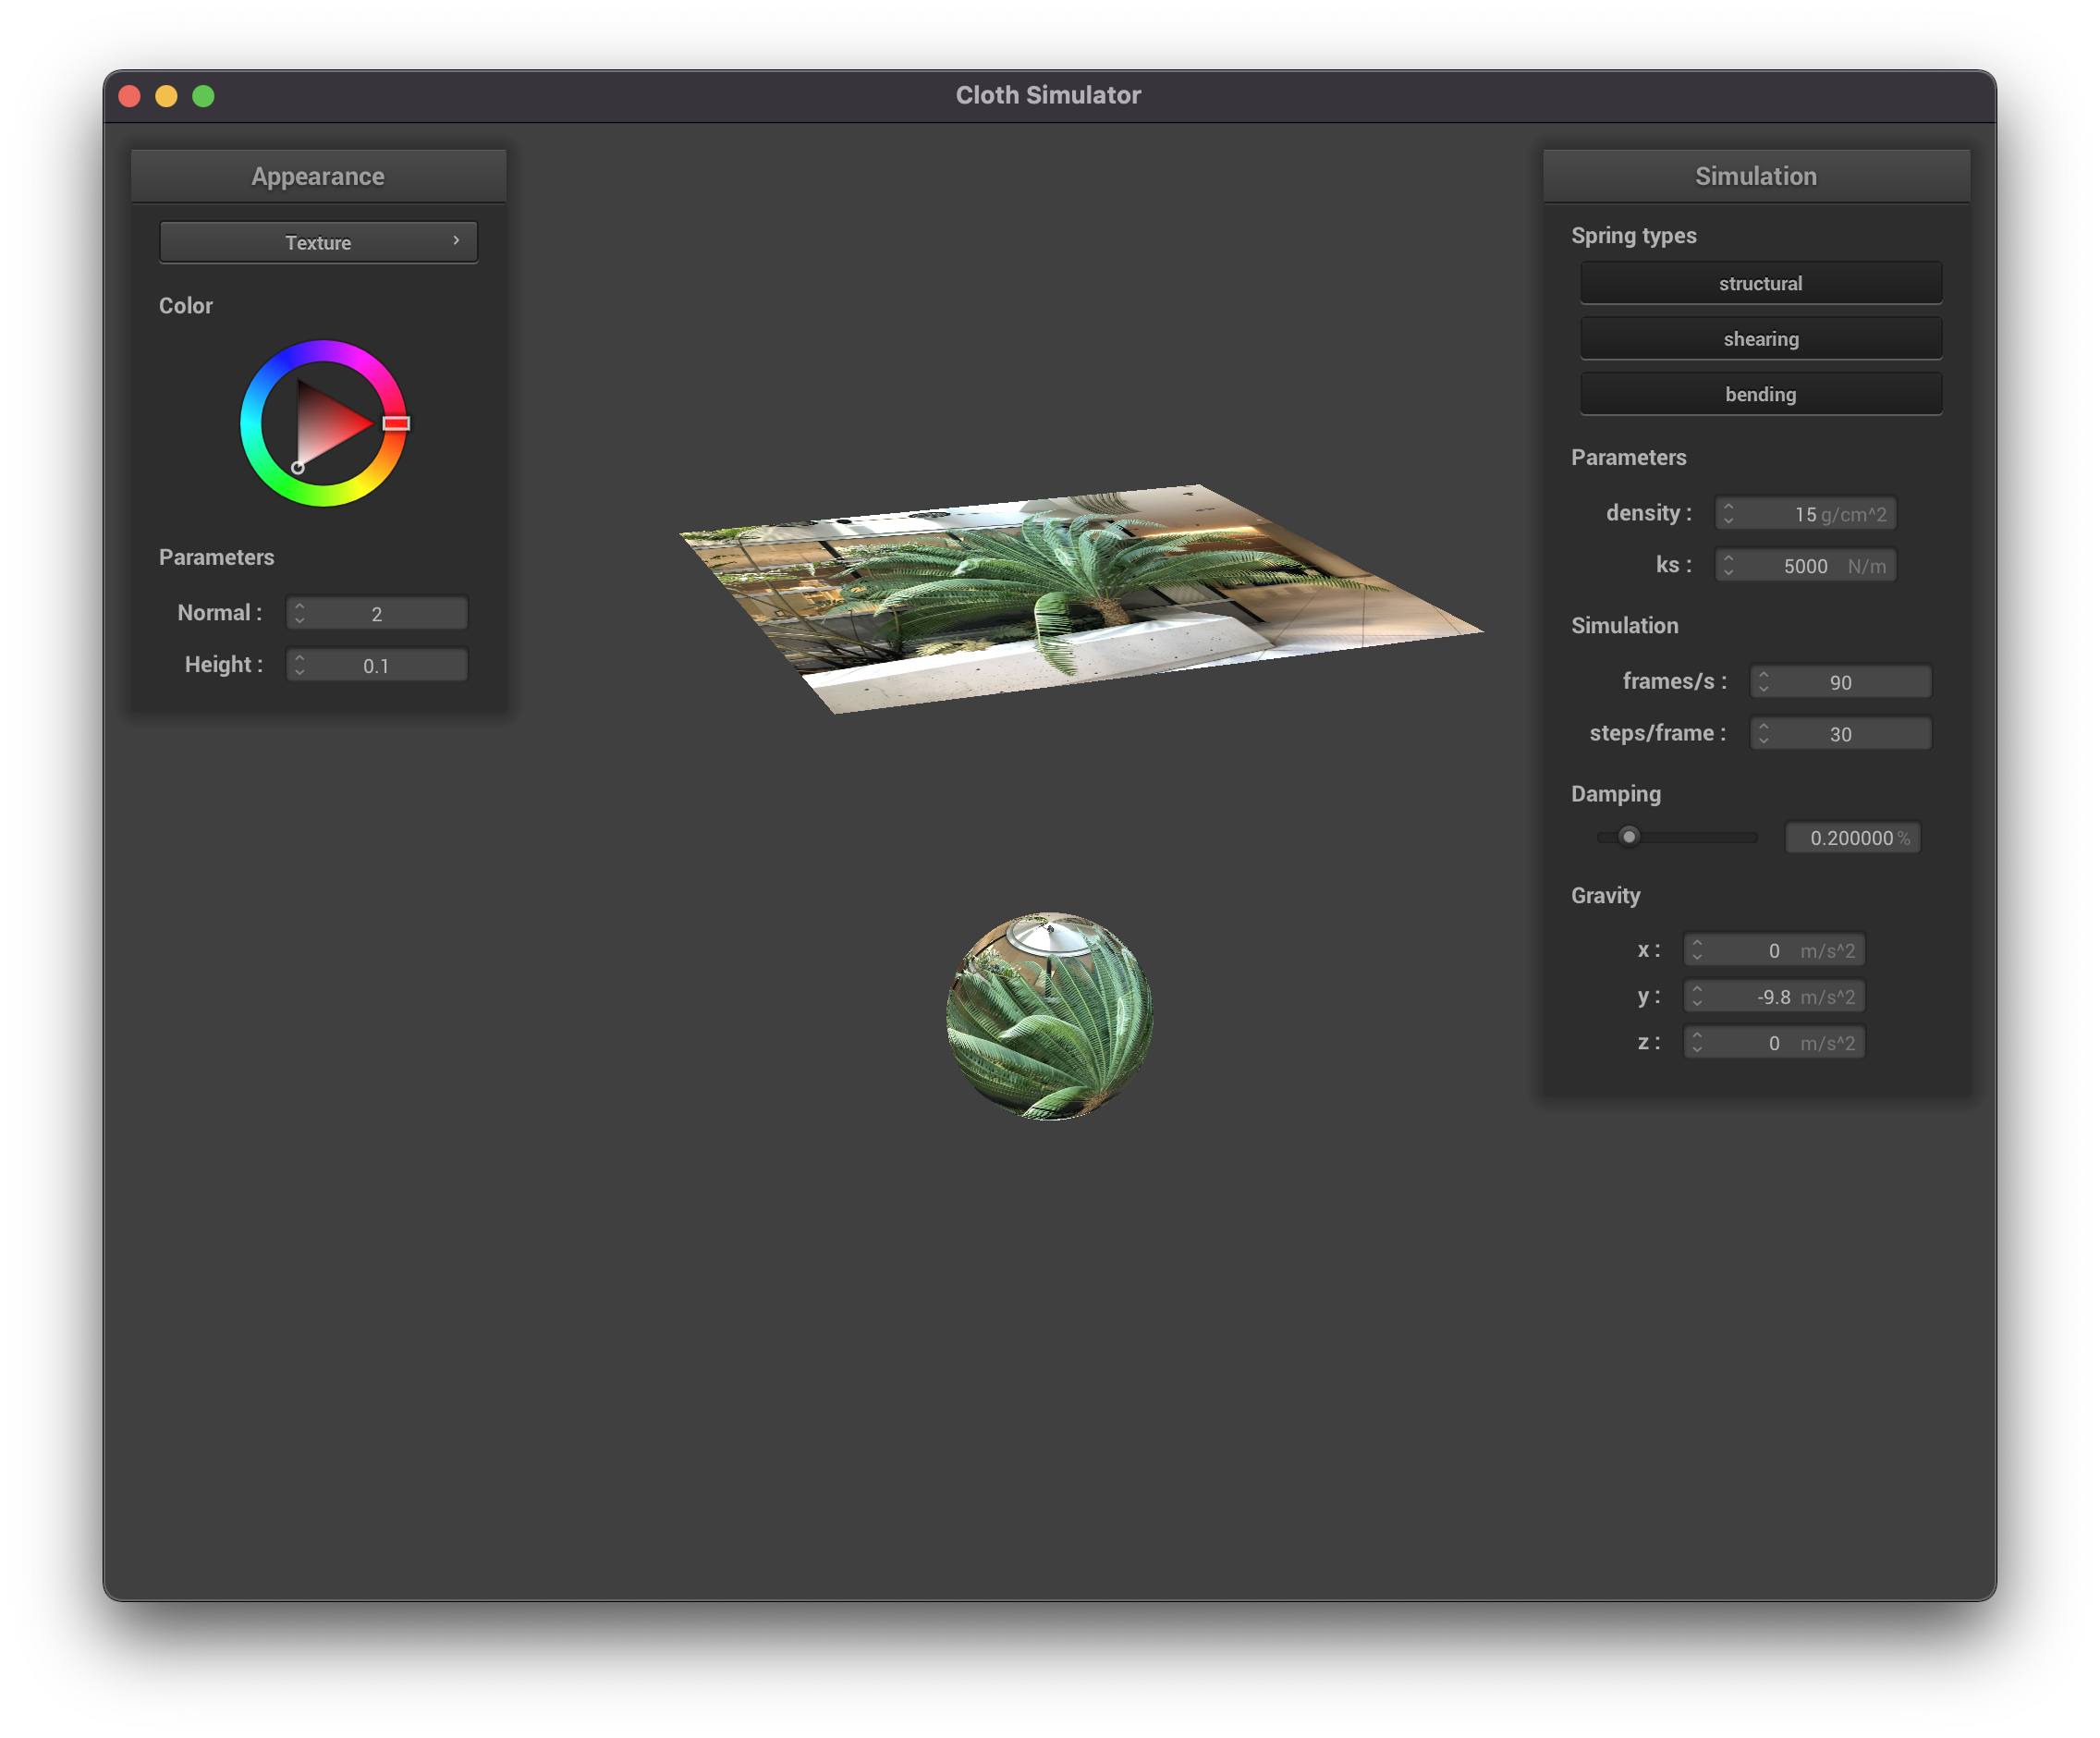 Cloth Simulator
Appearance
Texture
Color
Parameters
Normal : 2
Height : 0.1
Simulation
Spring types
structural
shearing
bending
Parameters
density : 15 g/cm^2
ks : 5000 N/m
Simulation
frames/s : 90
steps/frame : 30
Damping
0.200000 %
Gravity
x : 0 m/s^2
y : -9.8 m/s^2
z : 0 m/s^2